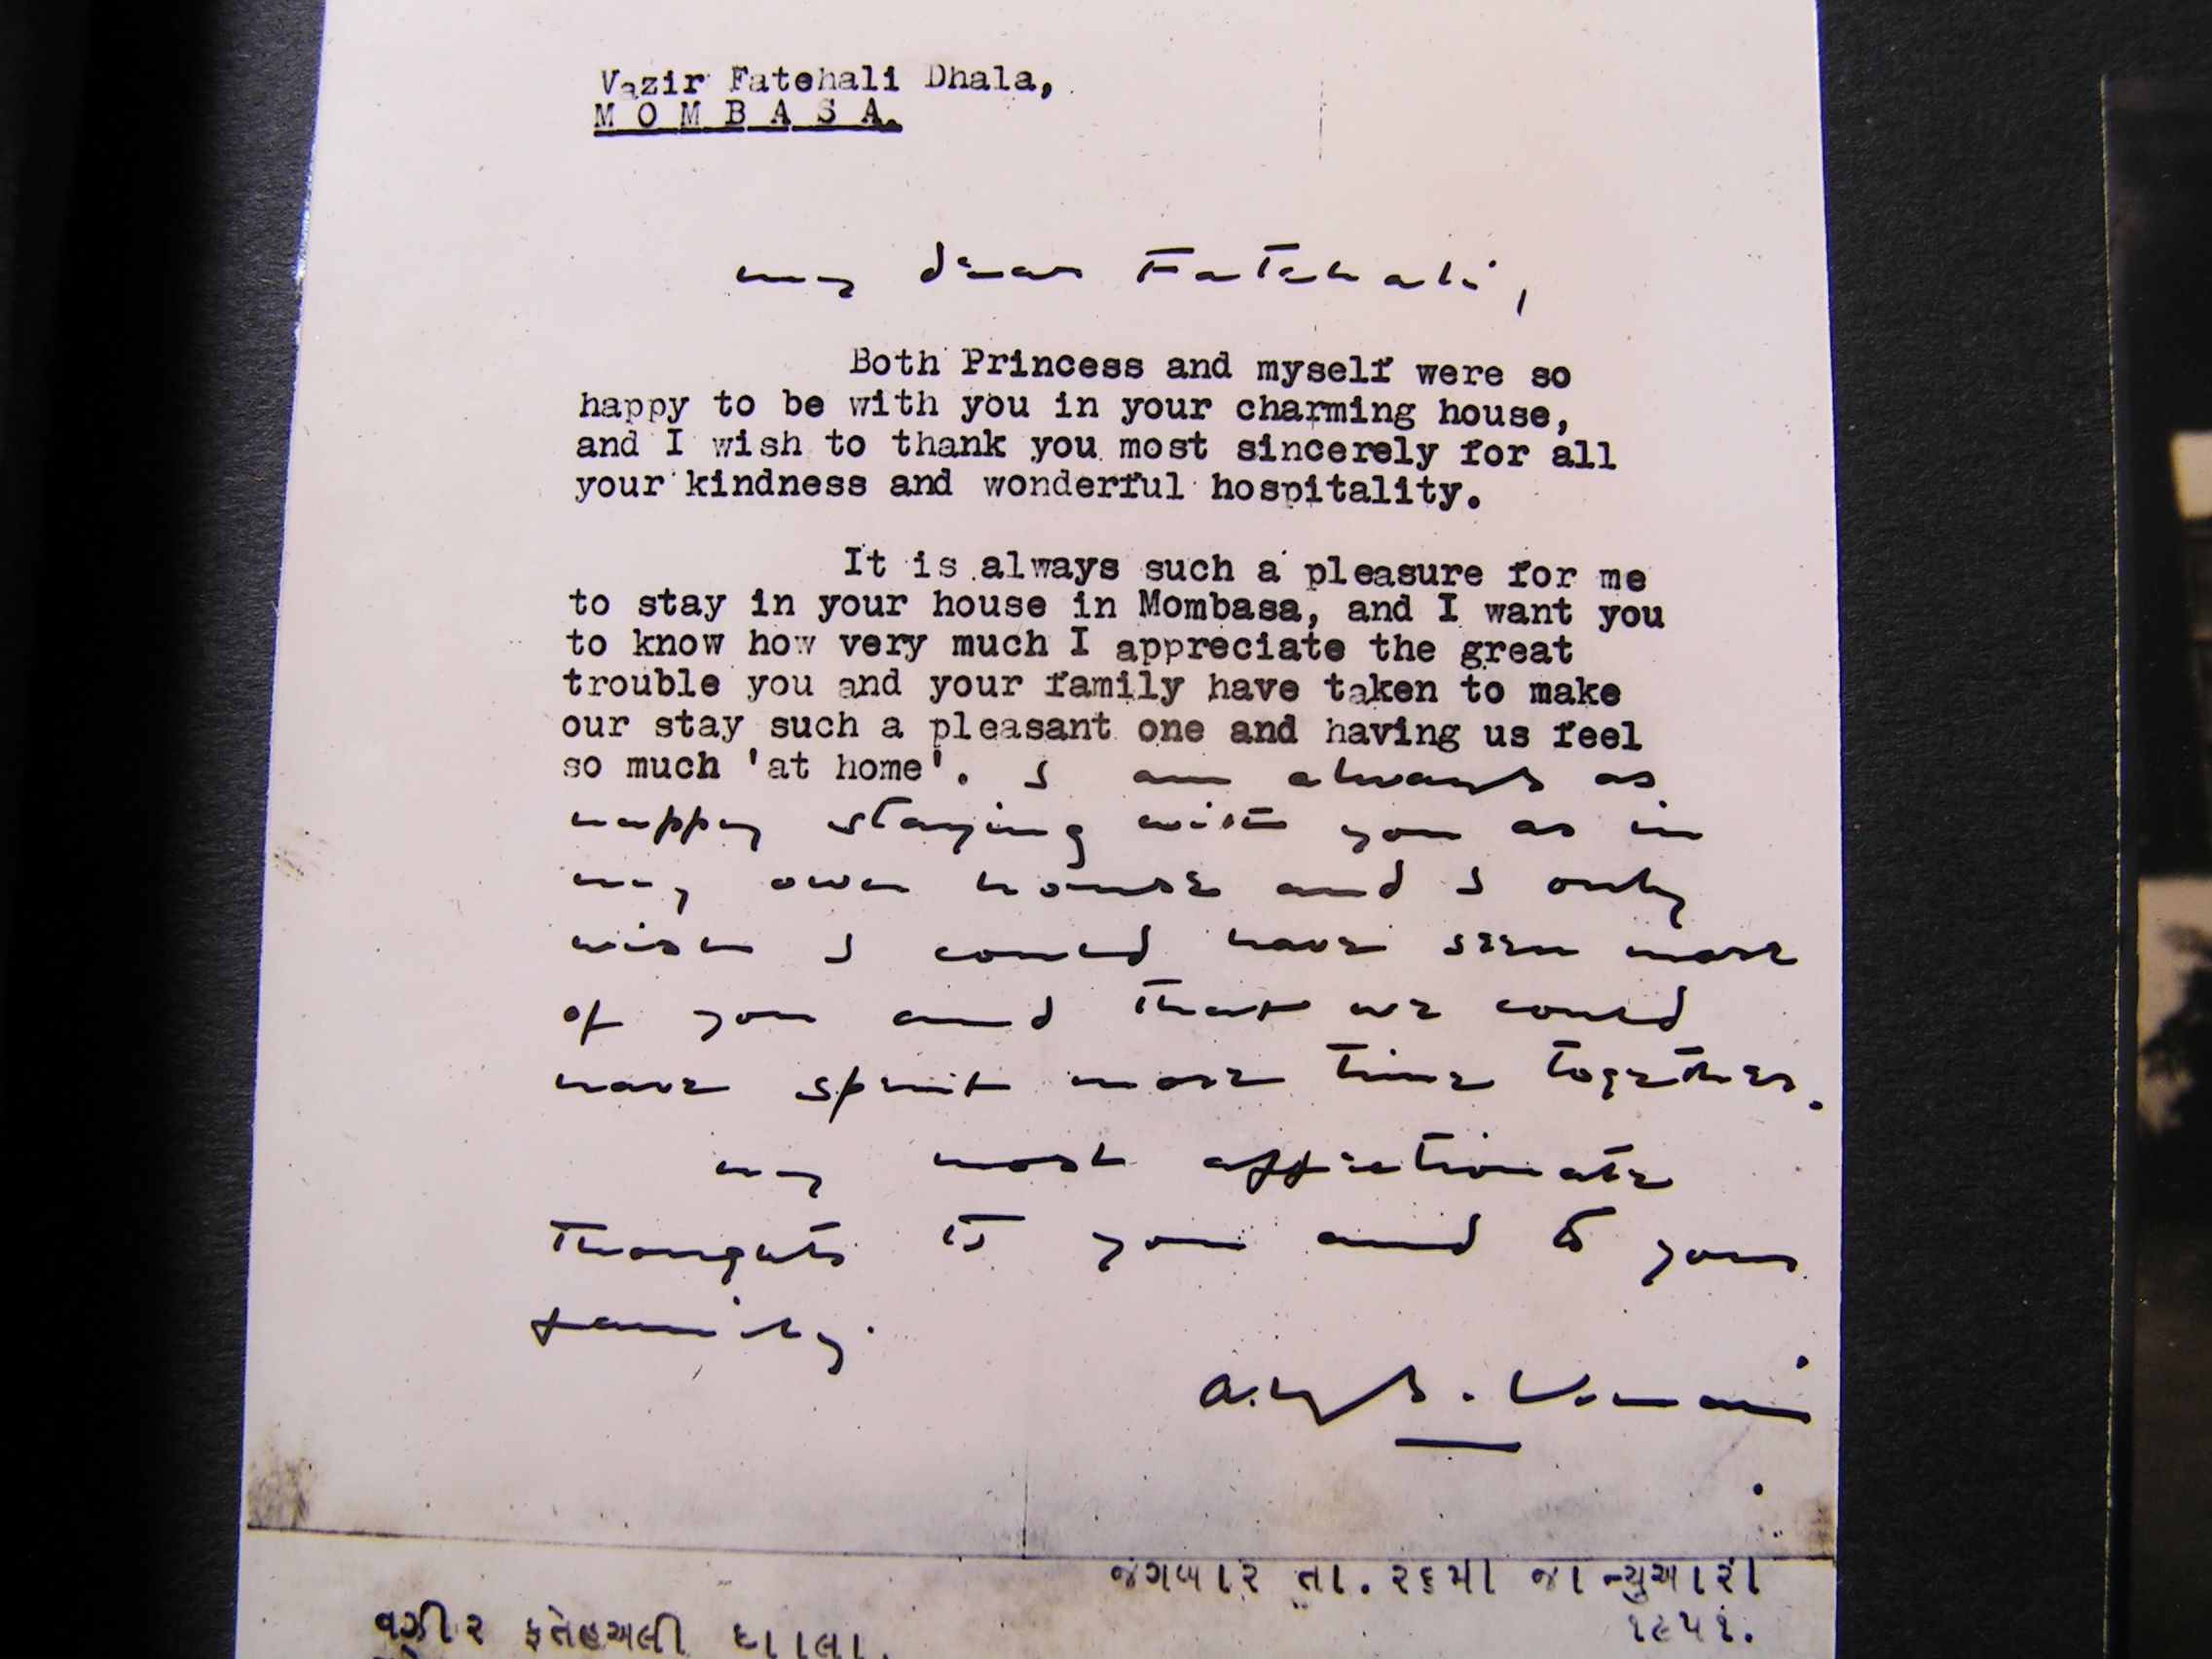 Vazir Fatehali Dhala,
M O M B A S A.
my dear Fatehali,
Both Princess and myself were so
happy to be with you in your charming house,
and I wish to thank you most sincerely for all
your kindness and wonderful hospitality.
It is always such a pleasure for me
to stay in your house in Mombasa, and I want you
to know how very much I appreciate the great
trouble you and your family have taken to make
our stay such a pleasant one and having us feel
so much 'at home'. I am always as
happy staying with you as in
my own house and I only
wish I could have seen more
of you and that we could
have spent more time together.
my most affectionate
thoughts to you and to your
family.
જંગબાર તા. ૨૬મી જાન્યુઆરી
૧૯૫૧.
વઝીર ફતેહઅલી ધાલા.